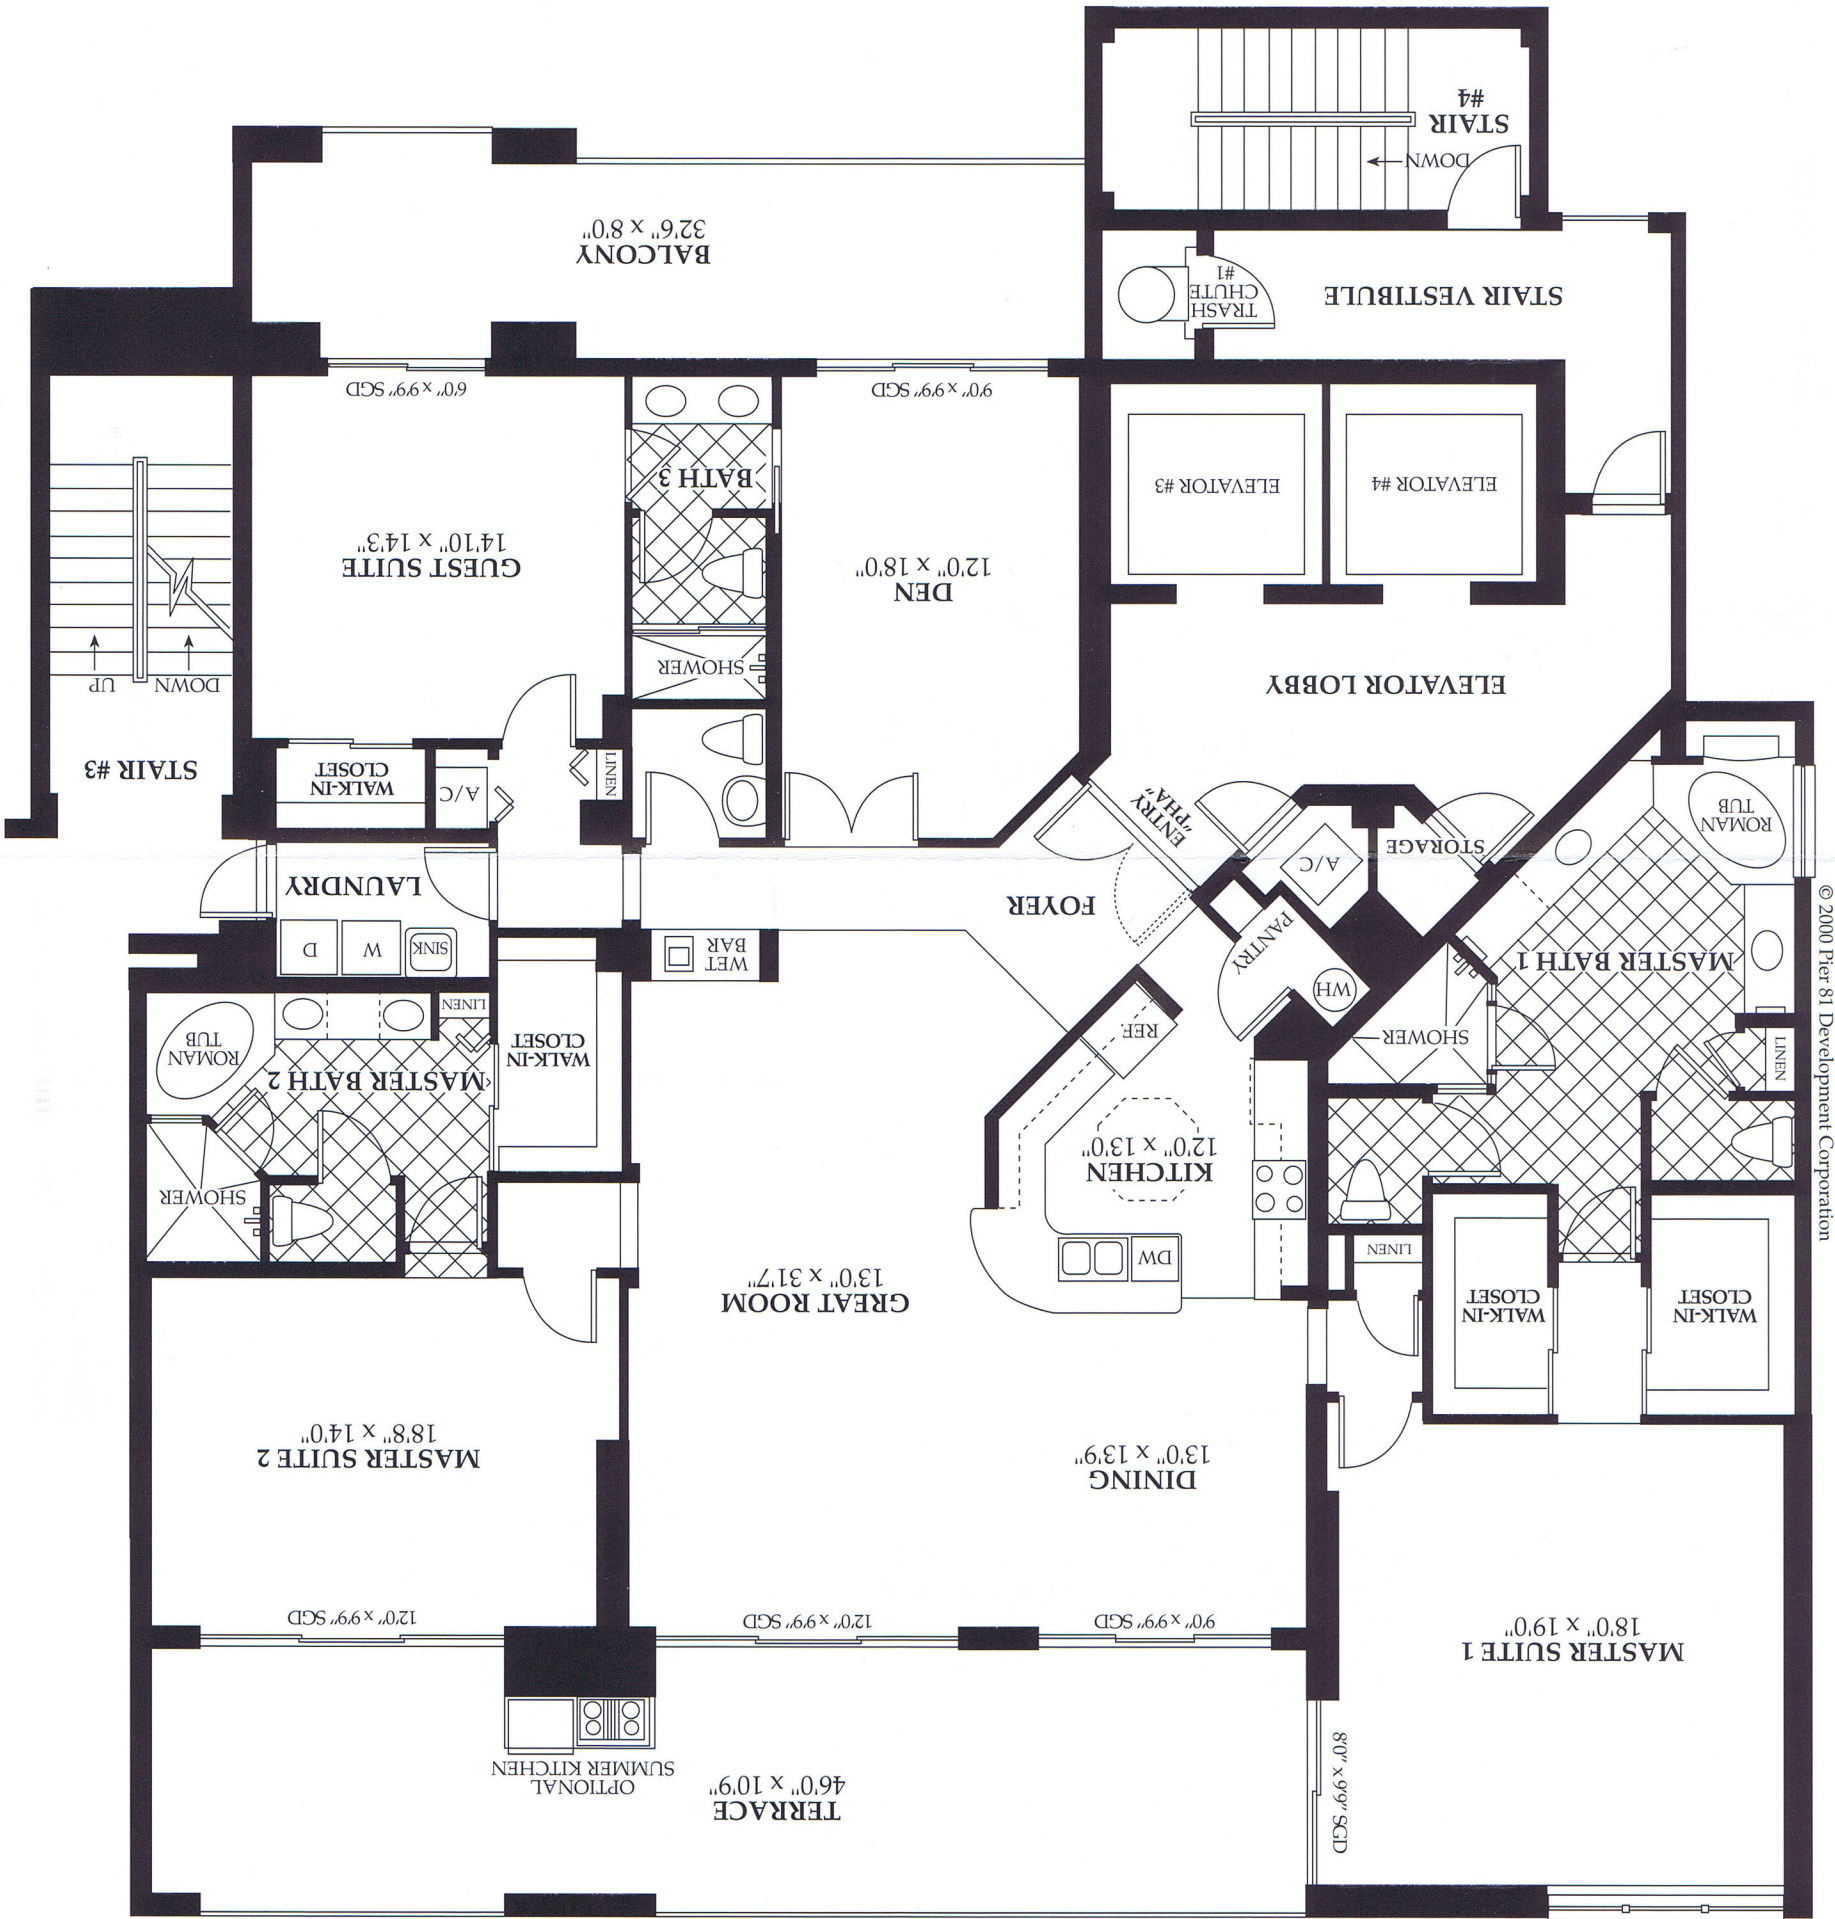 8'0" x 9'9" SGD
TERRACE
46'0" x 10'9"
OPTIONAL
SUMMER KITCHEN
MASTER SUITE 1
18'0" x 19'0"
9'0" x 9'9" SGD
12'0" x 9'9" SGD
12'0" x 9'9" SGD
DINING
13'0" x 13'9"
MASTER SUITE 2
18'8" x 14'0"
WALK-IN
CLOSET
WALK-IN
CLOSET
LINEN
DW
GREAT ROOM
13'0" x 31'7"
KITCHEN
12'0" x 13'0"
SHOWER
MASTER BATH 2
ROMAN
TUB
WALK-IN
CLOSET
LINEN
LINEN
SHOWER
MASTER BATH 1
WH
PANTRY
REF.
WET
BAR
SINK
W
D
LAUNDRY
FOYER
ENTRY
"PHA"
A/C
STORAGE
ROMAN
TUB
LINEN
A/C
WALK-IN
CLOSET
STAIR #3
DOWN
UP
ELEVATOR LOBBY
SHOWER
DEN
12'0" x 18'0"
GUEST SUITE
14'10" x 14'3"
ELEVATOR #4
ELEVATOR #3
BATH 3
9'0" x 9'9" SGD
6'0" x 9'9" SGD
STAIR VESTIBULE
TRASH
CHUTE
#1
BALCONY
32'6" x 8'0"
DOWN
STAIR
#4
© 2000 Pier 81 Development Corporation